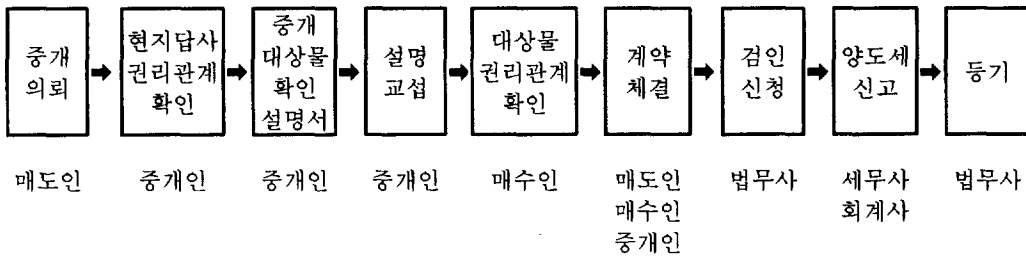 중개
의뢰
현지답사
권리관계
확인
중개
대상물
확인
설명서
설명
교섭
대상물
권리관계
확인
계약
체결
검인
신청
양도세
신고
등기
매도인
중개인
중개인
중개인
매수인
매도인
매수인
중개인
법무사
세무사
회계사
법무사